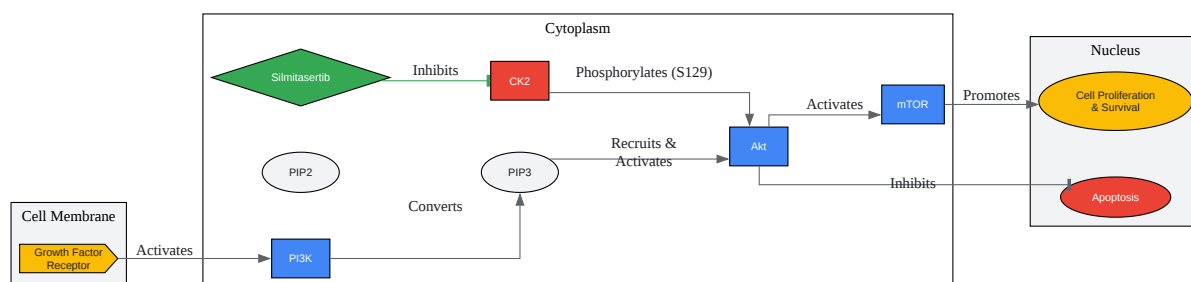 Cytoplasm
Nucleus
Silmitasertib
Inhibits
CK2
Phosphorylates (S129)
Activates
mTOR
Promotes
Cell Proliferation
& Survival
Recruits &
Activates
Akt
PIP2
PIP3
Inhibits
Apoptosis
Converts
Cell Membrane
Growth Factor
Receptor
Activates
PI3K